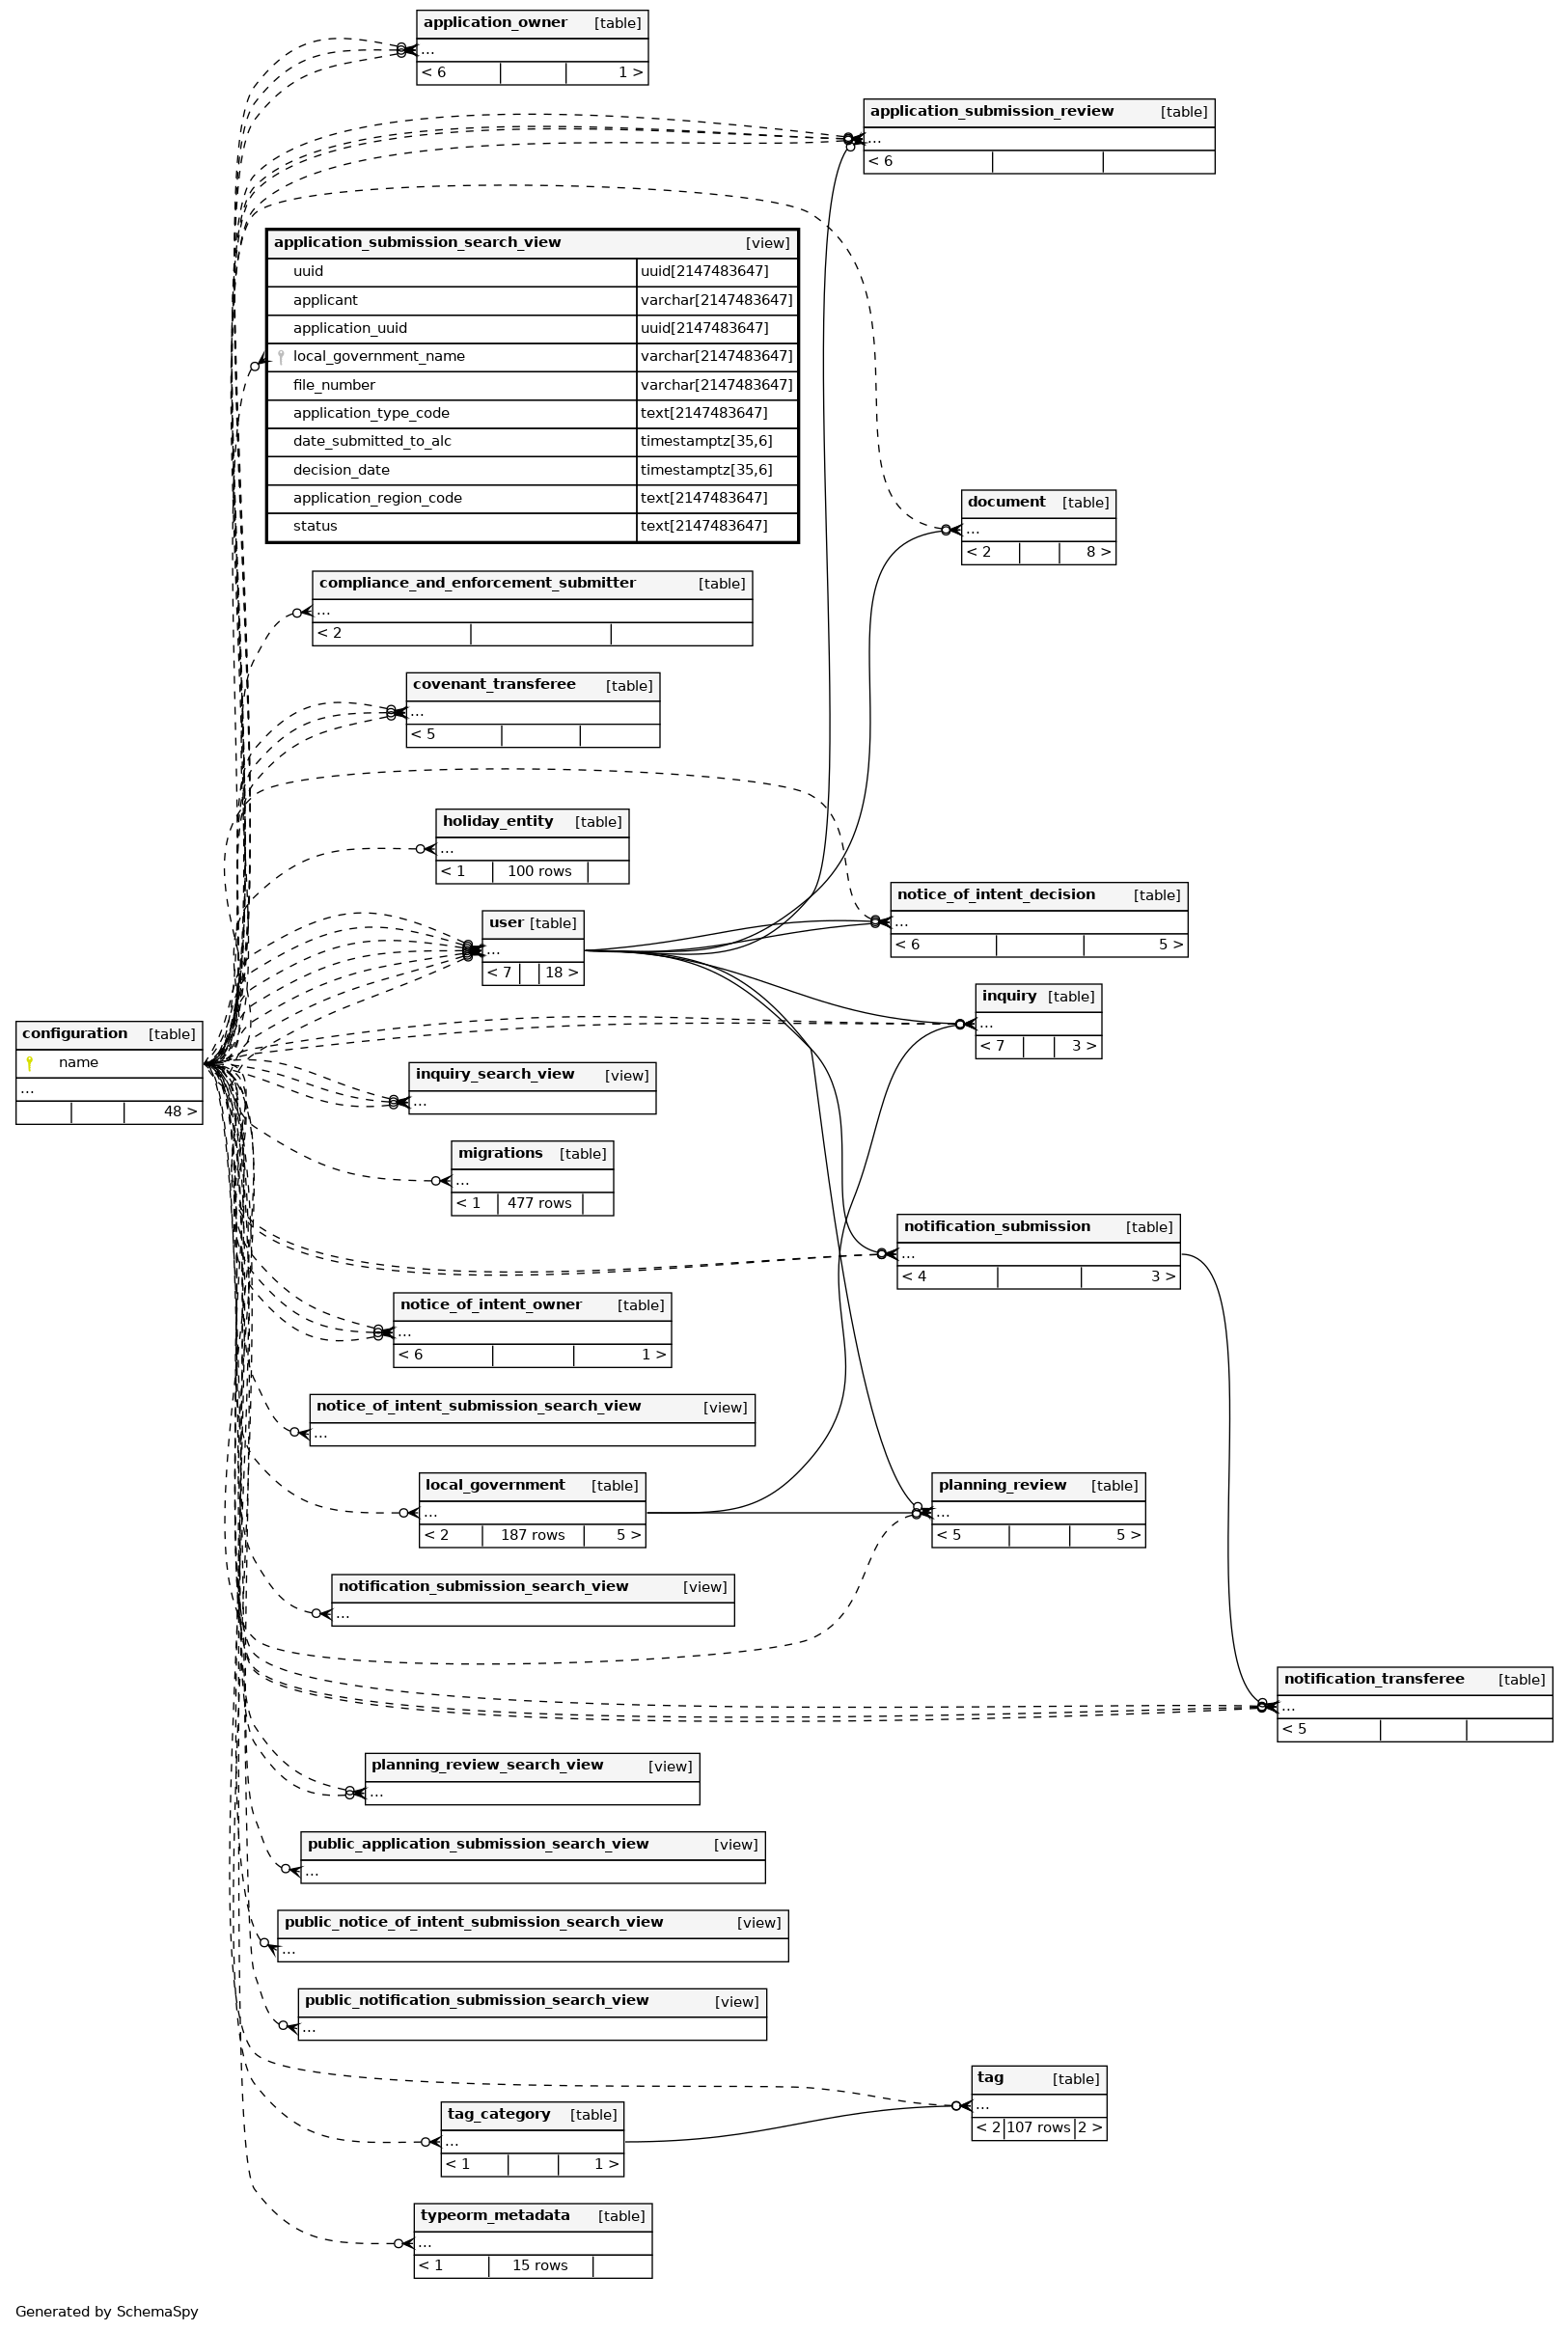 application_owner [table]
...
< 6 1 >
application_submission_review [table]
...
< 6
application_submission_search_view [view]
uuid uuid[2147483647]
applicant varchar[2147483647]
application_uuid uuid[2147483647]
local_government_name varchar[2147483647]
file_number varchar[2147483647]
application_type_code text[2147483647]
date_submitted_to_alc timestamptz[35,6]
decision_date timestamptz[35,6]
application_region_code text[2147483647]
status text[2147483647]
document [table]
...
< 2 8 >
compliance_and_enforcement_submitter [table]
...
< 2
covenant_transferee [table]
...
< 5
holiday_entity [table]
...
< 1 100 rows
notice_of_intent_decision [table]
...
< 6 5 >
user [table]
...
< 7 18 >
inquiry [table]
...
< 7 3 >
configuration [table]
name
...
48 >
inquiry_search_view [view]
...
migrations [table]
...
< 1 477 rows
notification_submission [table]
...
< 4 3 >
notice_of_intent_owner [table]
...
< 6 1 >
notice_of_intent_submission_search_view [view]
...
local_government [table]
...
< 2 187 rows 5 >
planning_review [table]
...
< 5 5 >
notification_submission_search_view [view]
...
notification_transferee [table]
...
< 5
planning_review_search_view [view]
...
public_application_submission_search_view [view]
...
public_notice_of_intent_submission_search_view [view]
...
public_notification_submission_search_view [view]
...
tag [table]
...
< 2 107 rows 2 >
tag_category [table]
...
< 1 1 >
typeorm_metadata [table]
...
< 1 15 rows
Generated by SchemaSpy